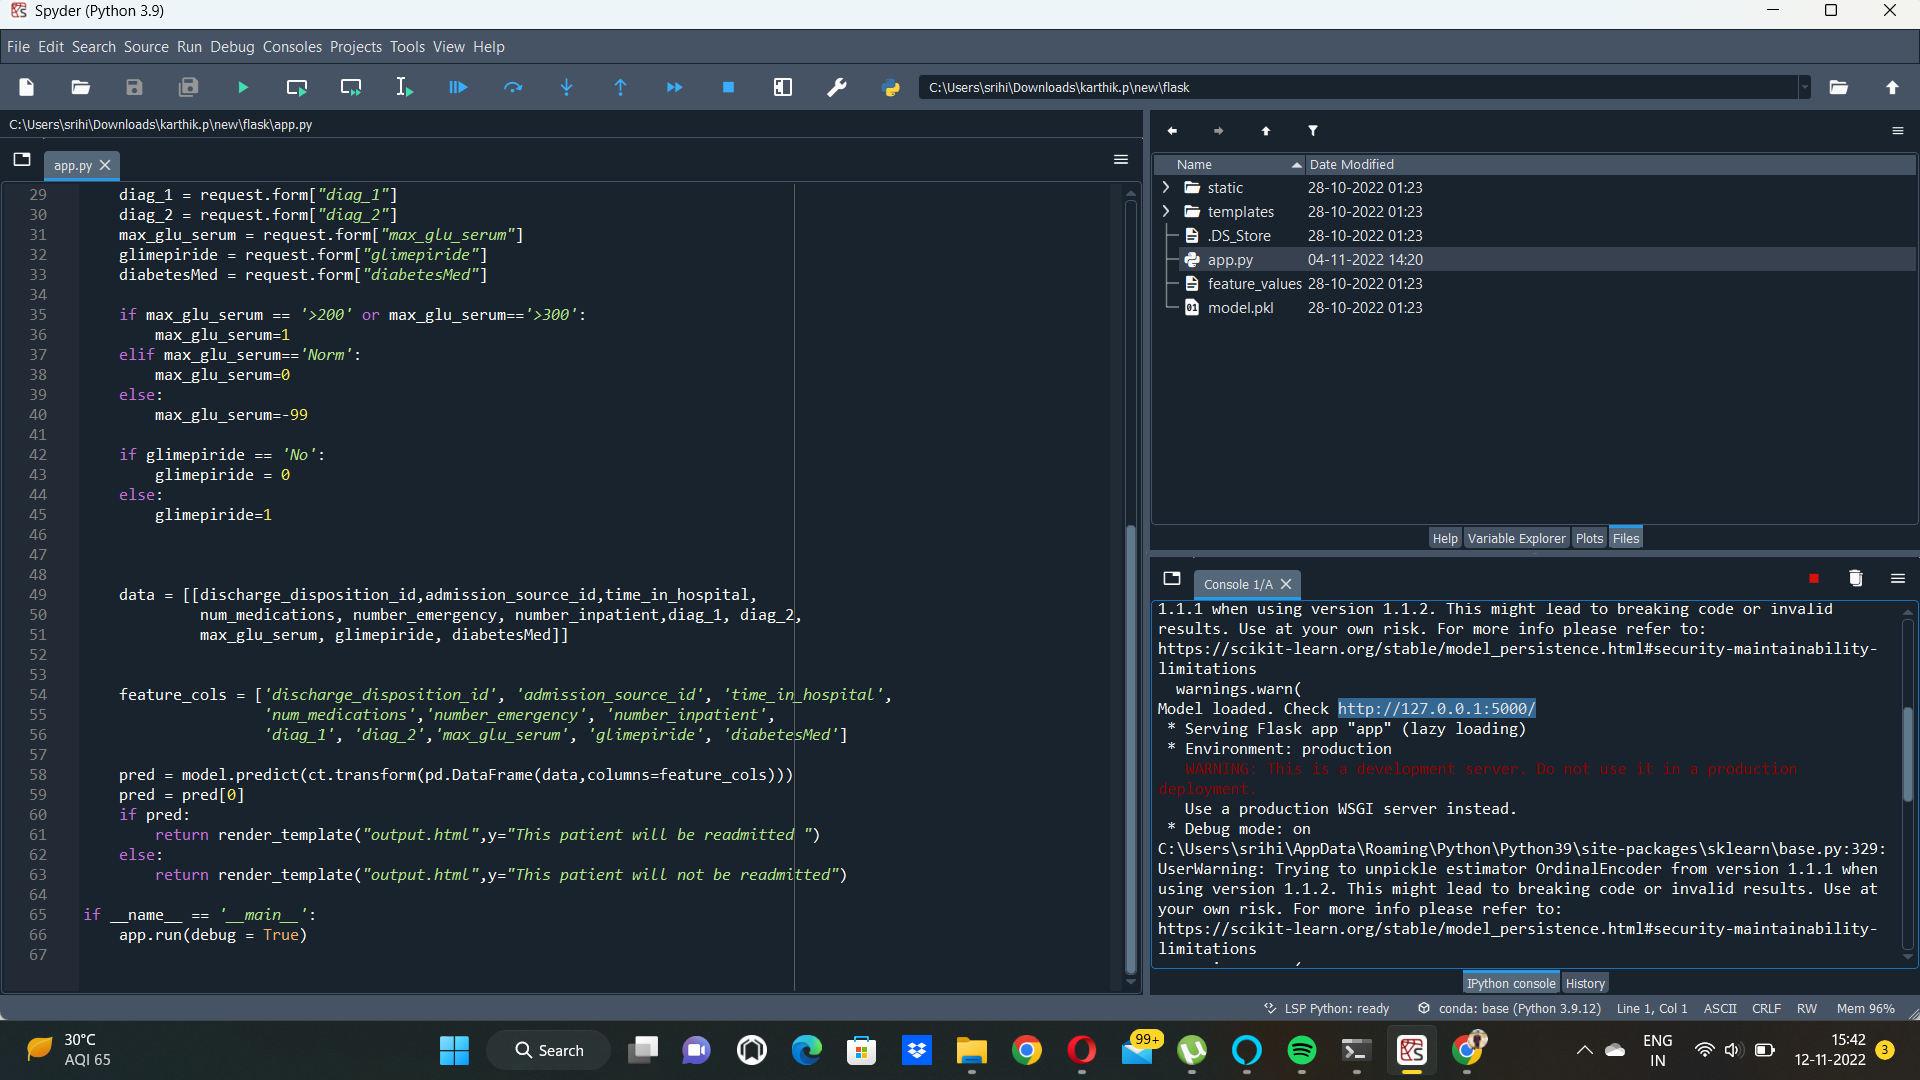 Spyder (Python 3.9)
File Edit Search Source Run Debug Consoles Projects Tools View Help
C:\Users\srihi\Downloads\karthik.p\new\flask
C:\Users\srihi\Downloads\karthik.p\new\flask\app.py
app.py
29 diag_1 = request.form["diag_1"]
30 diag_2 = request.form["diag_2"]
31 max_glu_serum = request.form["max_glu_serum"]
32 glimepiride = request.form["glimepiride"]
33 diabetesMed = request.form["diabetesMed"]
34
35 if max_glu_serum == '>200' or max_glu_serum=='>300':
36 max_glu_serum=1
37 elif max_glu_serum=='Norm':
38 max_glu_serum=0
39 else:
40 max_glu_serum=-99
41
42 if glimepiride == 'No':
43 glimepiride = 0
44 else:
45 glimepiride=1
46
47
48
49 data = [[discharge_disposition_id,admission_source_id,time_in_hospital,
50 num_medications, number_emergency, number_inpatient,diag_1, diag_2,
51 max_glu_serum, glimepiride, diabetesMed]]
52
53
54 feature_cols = ['discharge_disposition_id', 'admission_source_id', 'time_in_hospital',
55 'num_medications','number_emergency', 'number_inpatient',
56 'diag_1', 'diag_2','max_glu_serum', 'glimepiride', 'diabetesMed']
57
58 pred = model.predict(ct.transform(pd.DataFrame(data,columns=feature_cols)))
59 pred = pred[0]
60 if pred:
61 return render_template("output.html",y="This patient will be readmitted ")
62 else:
63 return render_template("output.html",y="This patient will not be readmitted")
64
65 if __name__ == '__main__':
66 app.run(debug = True)
67
Name Date Modified
static 28-10-2022 01:23
templates 28-10-2022 01:23
.DS_Store 28-10-2022 01:23
app.py 04-11-2022 14:20
feature_values 28-10-2022 01:23
model.pkl 28-10-2022 01:23
Help Variable Explorer Plots Files
Console 1/A
1.1.1 when using version 1.1.2. This might lead to breaking code or invalid
results. Use at your own risk. For more info please refer to:
https://scikit-learn.org/stable/model_persistence.html#security-maintainability-
limitations
warnings.warn(
Model loaded. Check http://127.0.0.1:5000/
* Serving Flask app "app" (lazy loading)
* Environment: production
WARNING: This is a development server. Do not use it in a production
deployment.
Use a production WSGI server instead.
* Debug mode: on
C:\Users\srihi\AppData\Roaming\Python\Python39\site-packages\sklearn\base.py:329:
UserWarning: Trying to unpickle estimator OrdinalEncoder from version 1.1.1 when
using version 1.1.2. This might lead to breaking code or invalid results. Use at
your own risk. For more info please refer to:
https://scikit-learn.org/stable/model_persistence.html#security-maintainability-
limitations
IPython console History
LSP Python: ready conda: base (Python 3.9.12) Line 1, Col 1 ASCII CRLF RW Mem 96%
30°C
AQI 65
Search
99+
ENG
IN
15:42
12-11-2022
3